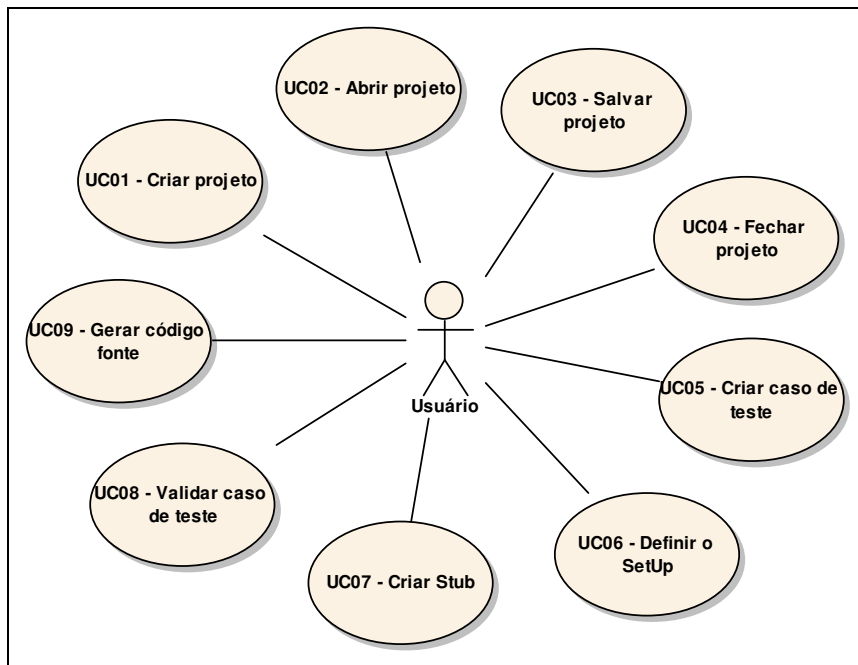 UC02 - Abrir projeto
UC03 - Salvar
projeto
UC01 - Criar projeto
UC04 - Fechar
projeto
UC09 - Gerar código
fonte
UC05 - Criar caso de
teste
Usuário
UC08 - Validar caso
de teste
UC06 - Definir o
SetUp
UC07 - Criar Stub